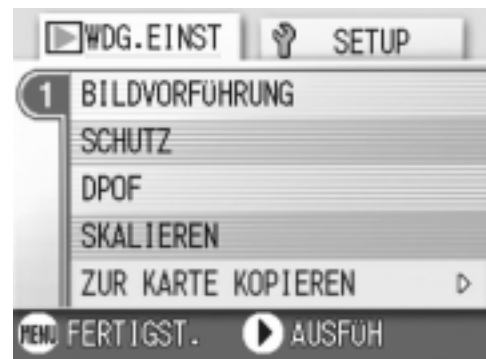 WDG.EINST SETUP
1 BILDVORFÜHRUNG
SCHUTZ
DPOF
SKALIEREN
ZUR KARTE KOPIEREN
MENU FERTIGST. AUSFÜH